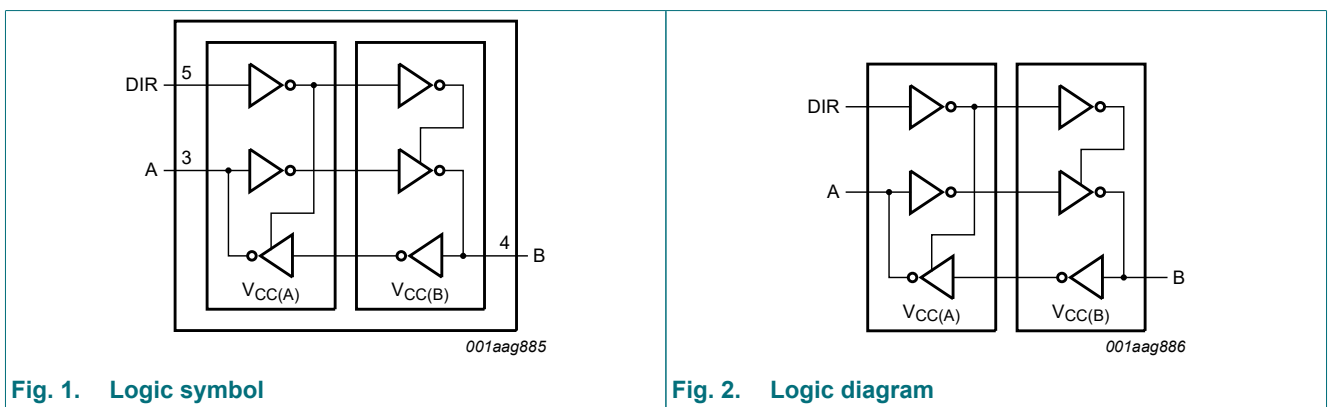 DIR 5
A 3
4 B
VCC(A) VCC(B)
001aag885
Fig. 1. Logic symbol
DIR
A
B
VCC(A) VCC(B)
001aag886
Fig. 2. Logic diagram